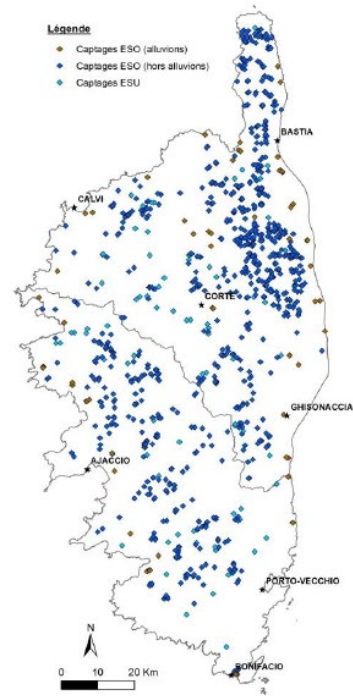 Légende
Captages ESO (alluvions)
Captages ESO (hors alluvions)
Captages ESU
BASTIA
CALVI
CORTE
GHISONACCIA
AJACCIO
PORTO-VECCHIO
N
BONIFACIO
0 10 20 Km